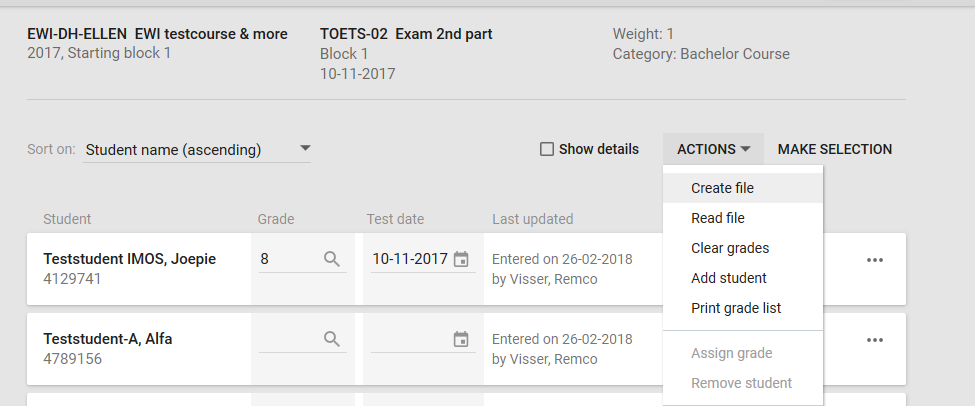 EWI-DH-ELLEN EWI testcourse & more
2017, Starting block 1
TOETS-02 Exam 2nd part
Block 1
10-11-2017
Weight: 1
Category: Bachelor Course
Sort on: Student name (ascending)
Show details
ACTIONS
MAKE SELECTION
Create file
Read file
Clear grades
Add student
Print grade list
Assign grade
Remove student
Student Grade Test date Last updated
Teststudent IMOS, Joepie
4129741
8
10-11-2017
Entered on 26-02-2018
by Visser, Remco
Teststudent-A, Alfa
4789156
Entered on 26-02-2018
by Visser, Remco